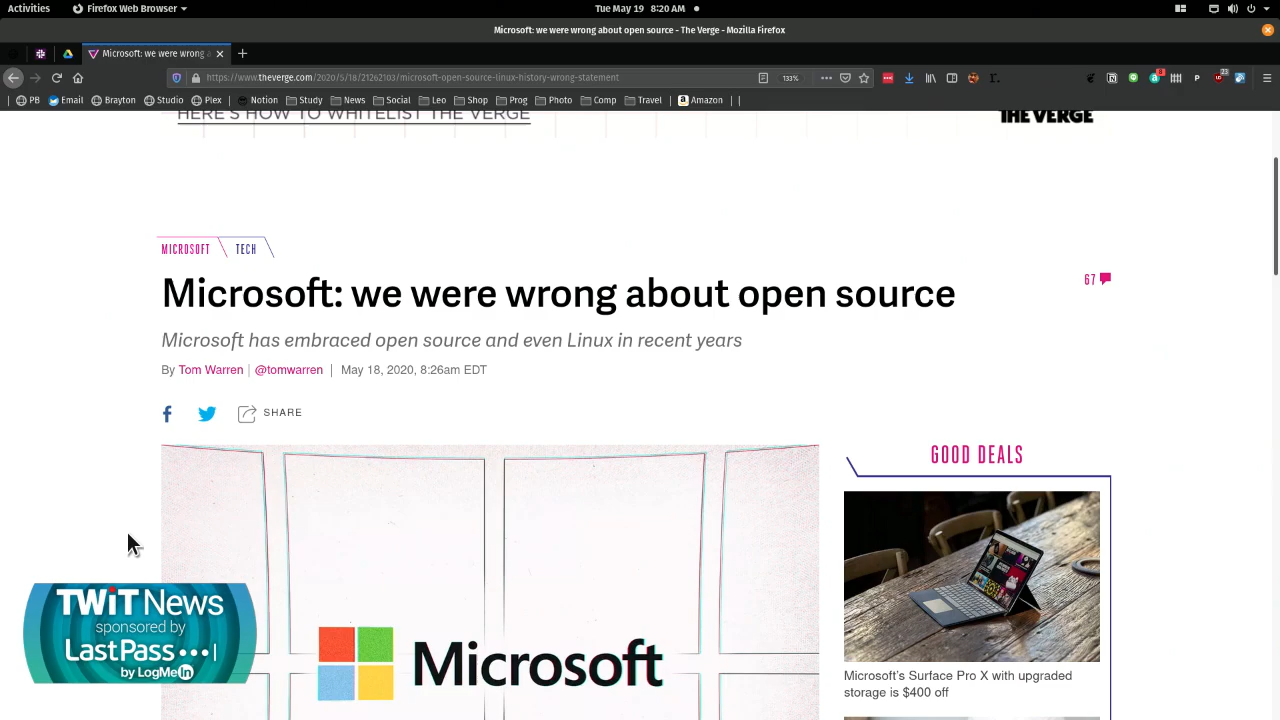 Activities
Firefox Web Browser
Tue May 19 8:20 AM
Microsoft: we were wrong about open source - The Verge - Mozilla Firefox
Microsoft: we were wrong a
https://www.theverge.com/2020/5/18/21262103/microsoft-open-source-linux-history-wrong-statement
133%
23
PB
Email
Brayton
Studio
Plex
Notion
Study
News
Social
Leo
Shop
Prog
Photo
Comp
Travel
Amazon
HERE'S HOW TO WHITELIST THE VERGE
THE VERGE
MICROSOFT
TECH
Microsoft: we were wrong about open source
67
Microsoft has embraced open source and even Linux in recent years
By Tom Warren | @tomwarren | May 18, 2020, 8:26am EDT
SHARE
GOOD DEALS
Microsoft's Surface Pro X with upgraded
storage is $400 off
Microsoft
TWiT News
sponsored by
LastPass •••|
by LogMeIn